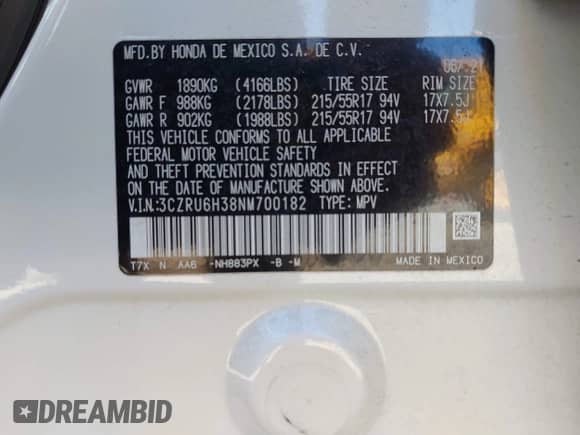 MFD.BY HONDA DE MEXICO S.A. DE C.V.
06/21
GVWR 1890KG (4166LBS) TIRE SIZE RIM SIZE
GAWR F 988KG (2178LBS) 215/55R17 94V 17X7.5J
GAWR R 902KG (1988LBS) 215/55R17 94V 17X7.5J
THIS VEHICLE CONFORMS TO ALL APPLICABLE
FEDERAL MOTOR VEHICLE SAFETY
AND THEFT PREVENTION STANDARDS IN EFFECT
ON THE DATE OF MANUFACTURE SHOWN ABOVE.
V.I.N:3CZRU6H38NM700182 TYPE: MPV
T7X N AA6 -NH883PX -B -M MADE IN MEXICO
DREAMBID